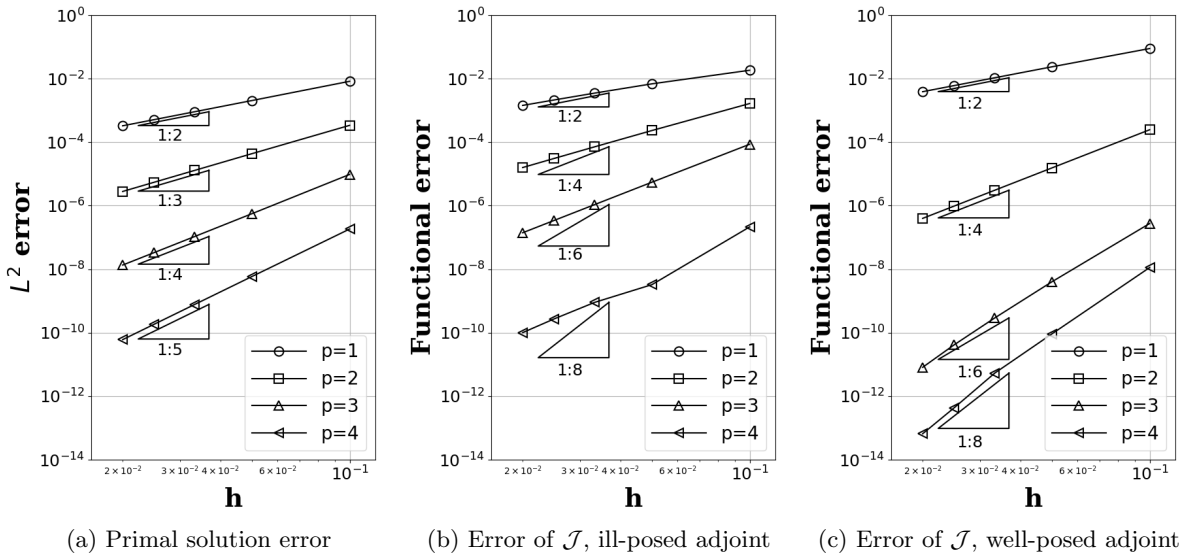 10^0
10^-2
10^-4
10^-6
10^-8
10^-10
10^-12
10^-14
L^2 error
1:2
1:3
1:4
1:5
p=1
p=2
p=3
p=4
2 × 10^-2
3 × 10^-2
4 × 10^-2
6 × 10^-2
10^-1
h
(a) Primal solution error
10^0
10^-2
10^-4
10^-6
10^-8
10^-10
10^-12
10^-14
Functional error
1:2
1:4
1:6
1:8
p=1
p=2
p=3
p=4
2 × 10^-2
3 × 10^-2
4 × 10^-2
6 × 10^-2
10^-1
h
(b) Error of 𝒥, ill-posed adjoint
10^0
10^-2
10^-4
10^-6
10^-8
10^-10
10^-12
10^-14
Functional error
1:2
1:4
1:6
1:8
p=1
p=2
p=3
p=4
2 × 10^-2
3 × 10^-2
4 × 10^-2
6 × 10^-2
10^-1
h
(c) Error of 𝒥, well-posed adjoint